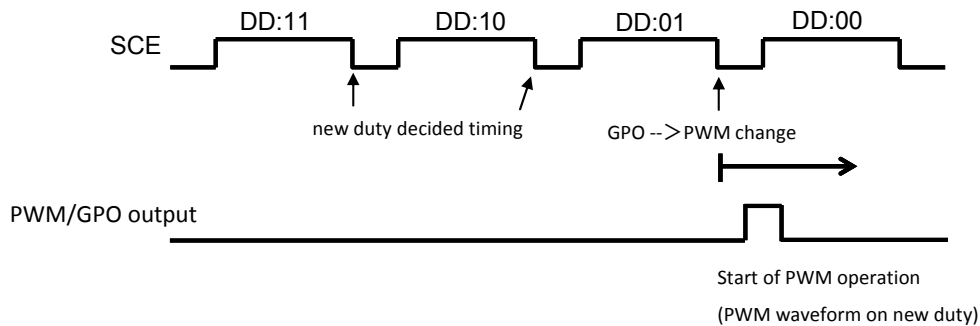 DD:11 DD:10 DD:01 DD:00
SCE
new duty decided timing
GPO -->PWM change
PWM/GPO output
Start of PWM operation
(PWM waveform on new duty)